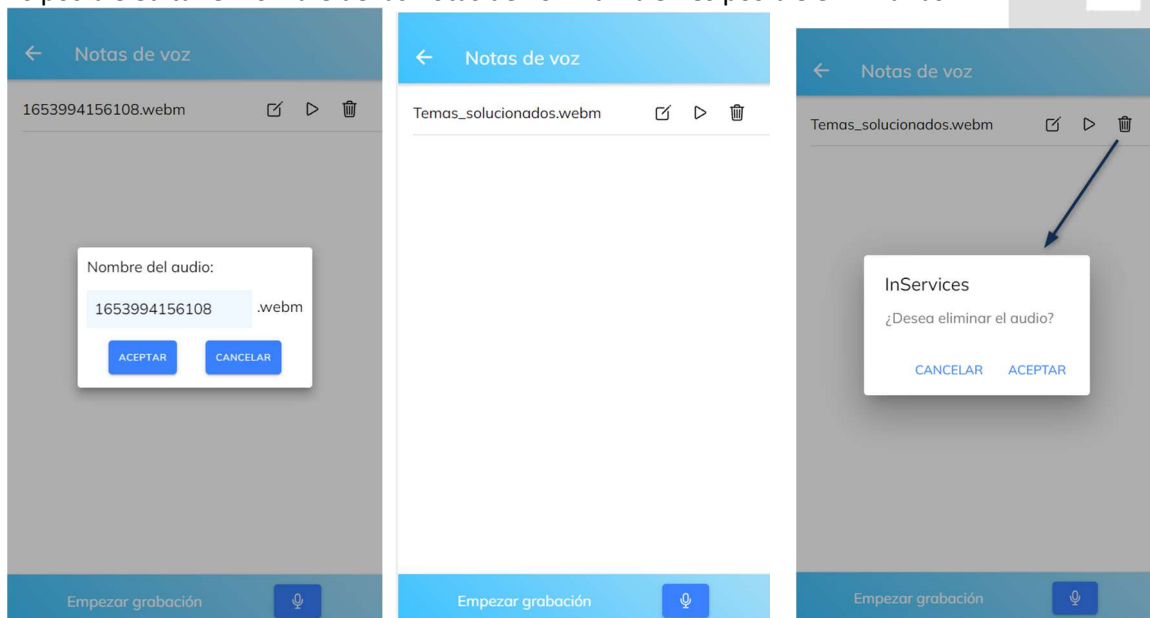 Notas de voz
1653994156108.webm
Nombre del audio:
1653994156108 .webm
ACEPTAR CANCELAR
Empezar grabación
Notas de voz
Temas_solucionados.webm
Empezar grabación
Notas de voz
Temas_solucionados.webm
InServices
¿Desea eliminar el audio?
CANCELAR ACEPTAR
Empezar grabación